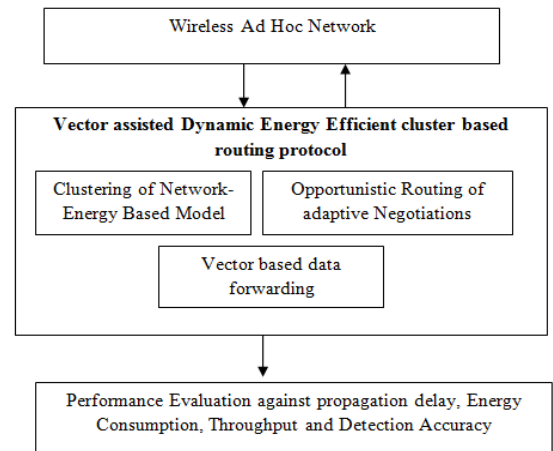 Wireless Ad Hoc Network
Vector assisted Dynamic Energy Efficient cluster based
routing protocol
Clustering of Network-
Energy Based Model
Opportunistic Routing of
adaptive Negotiations
Vector based data
forwarding
Performance Evaluation against propagation delay, Energy
Consumption, Throughput and Detection Accuracy